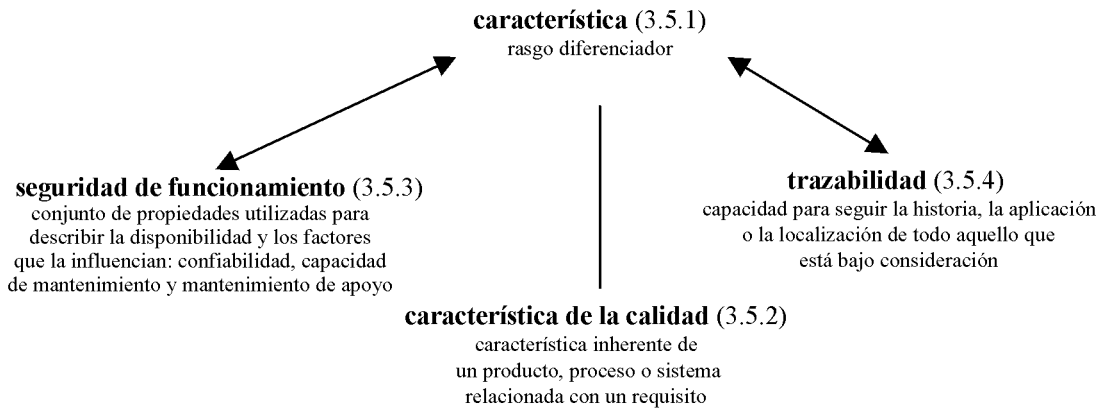 característica (3.5.1)
rasgo diferenciador
seguridad de funcionamiento (3.5.3)
conjunto de propiedades utilizadas para
describir la disponibilidad y los factores
que la influencian: confiabilidad, capacidad
de mantenimiento y mantenimiento de apoyo
trazabilidad (3.5.4)
capacidad para seguir la historia, la aplicación
o la localización de todo aquello que
está bajo consideración
característica de la calidad (3.5.2)
característica inherente de
un producto, proceso o sistema
relacionada con un requisito